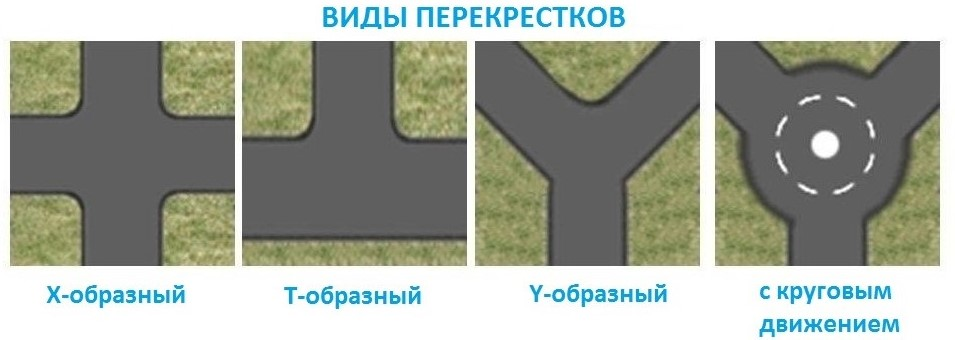 ВИДЫ ПЕРЕКРЕСТКОВ
Х-образный
Т-образный
Y-образный
с круговым
движением